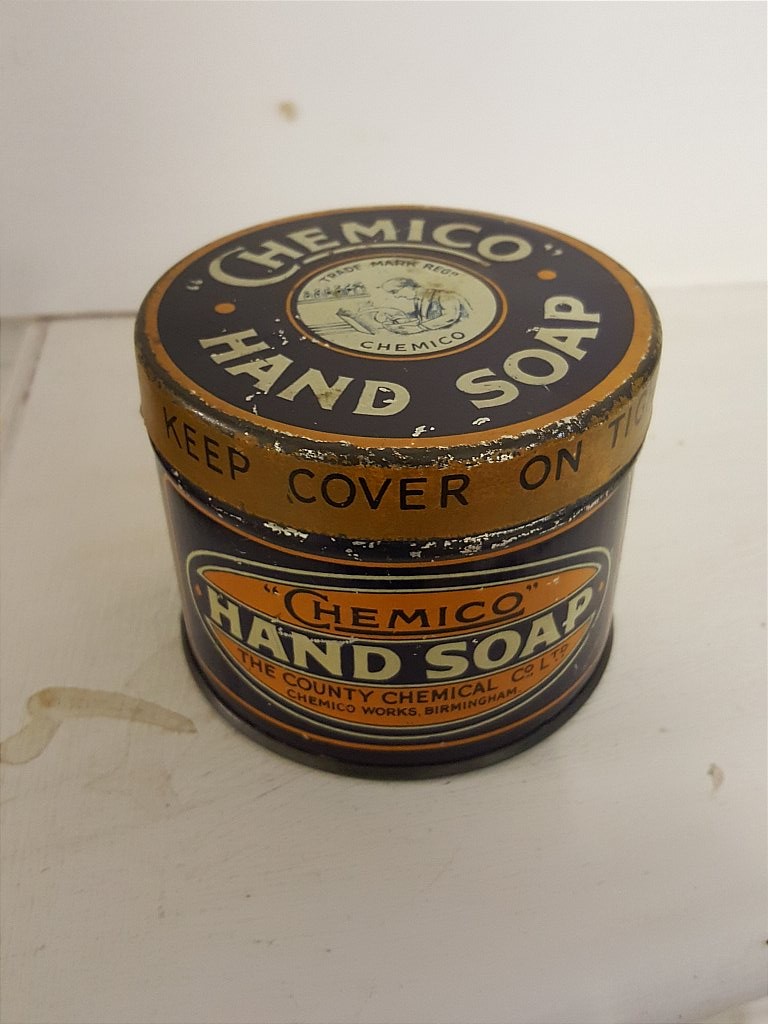 "CHEMICO"
TRADE MARK REGD
CHEMICO
HAND SOAP
KEEP COVER ON
"CHEMICO"
HAND SOAP
THE COUNTY CHEMICAL CO LTD
CHEMICO WORKS, BIRMINGHAM